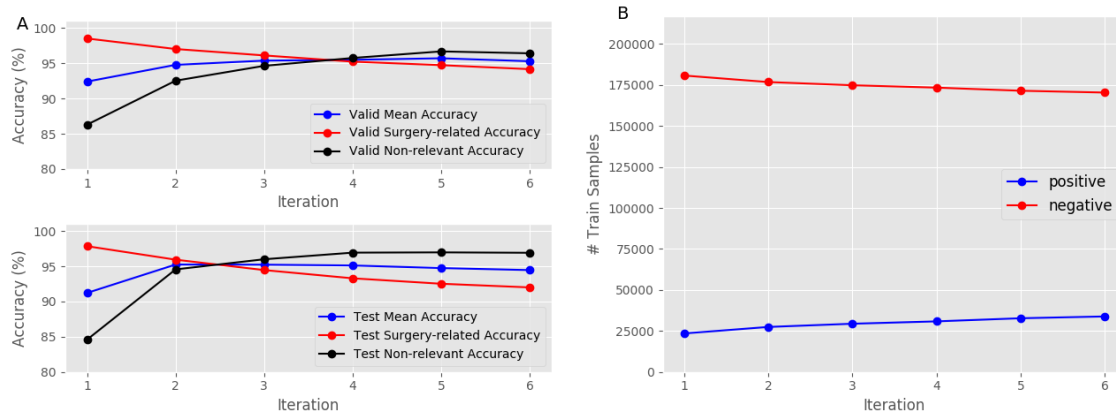 A
Accuracy (%)
100
95
90
85
80
Valid Mean Accuracy
Valid Surgery-related Accuracy
Valid Non-relevant Accuracy
1 2 3 4 5 6
Iteration
Accuracy (%)
100
95
90
85
80
Test Mean Accuracy
Test Surgery-related Accuracy
Test Non-relevant Accuracy
1 2 3 4 5 6
Iteration
B
# Train Samples
200000
175000
150000
125000
100000
75000
50000
25000
0
positive
negative
1 2 3 4 5 6
Iteration